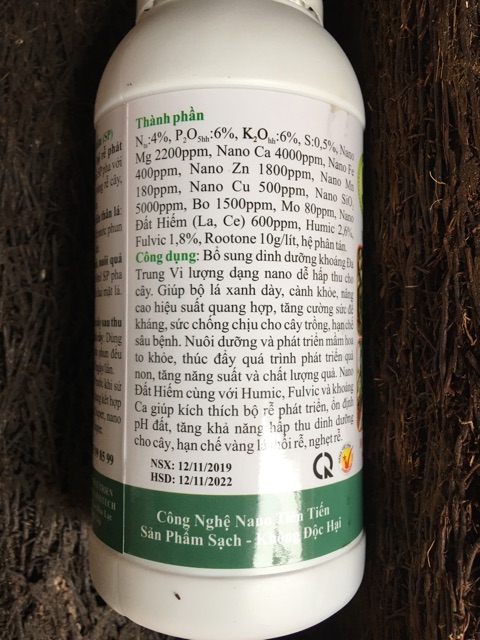 Thành phần
Nts:4%, P2O5hh:6%, K2Ohh:6%, S:0,5%, Nano
Mg 2200ppm, Nano Ca 4000ppm, Nano Fe
400ppm, Nano Zn 1800ppm, Nano Mn
180ppm, Nano Cu 500ppm, Nano SiO2
5000ppm, Bo 1500ppm, Mo 80ppm, Nano
Đất Hiếm (La, Ce) 600ppm, Humic 2,6%,
Fulvic 1,8%, Rootone 10g/lít, hệ phân tán.
Công dụng: Bổ sung dinh dưỡng khoáng Đa
Trung Vi lượng dạng nano dễ hấp thu cho
cây. Giúp bộ lá xanh dày, cành khỏe, nâng
cao hiệu suất quang hợp, tăng cường sức đề
kháng, sức chống chịu cho cây trồng, hạn chế
sâu bệnh. Nuôi dưỡng và phát triển mầm hoa
to khỏe, thúc đẩy quá trình phát triển quả
non, tăng năng suất và chất lượng quả. Nano
Đất Hiếm cùng với Humic, Fulvic và khoáng
Ca giúp kích thích bộ rễ phát triển, ổn định
pH đất, tăng khả năng hấp thu dinh dưỡng
cho cây, hạn chế vàng lá thối rễ, nghẹt rễ.
NSX: 12/11/2019
HSD: 12/11/2022
Công Nghệ Nano Tiên Tiến
Sản Phẩm Sạch - Không Độc Hại